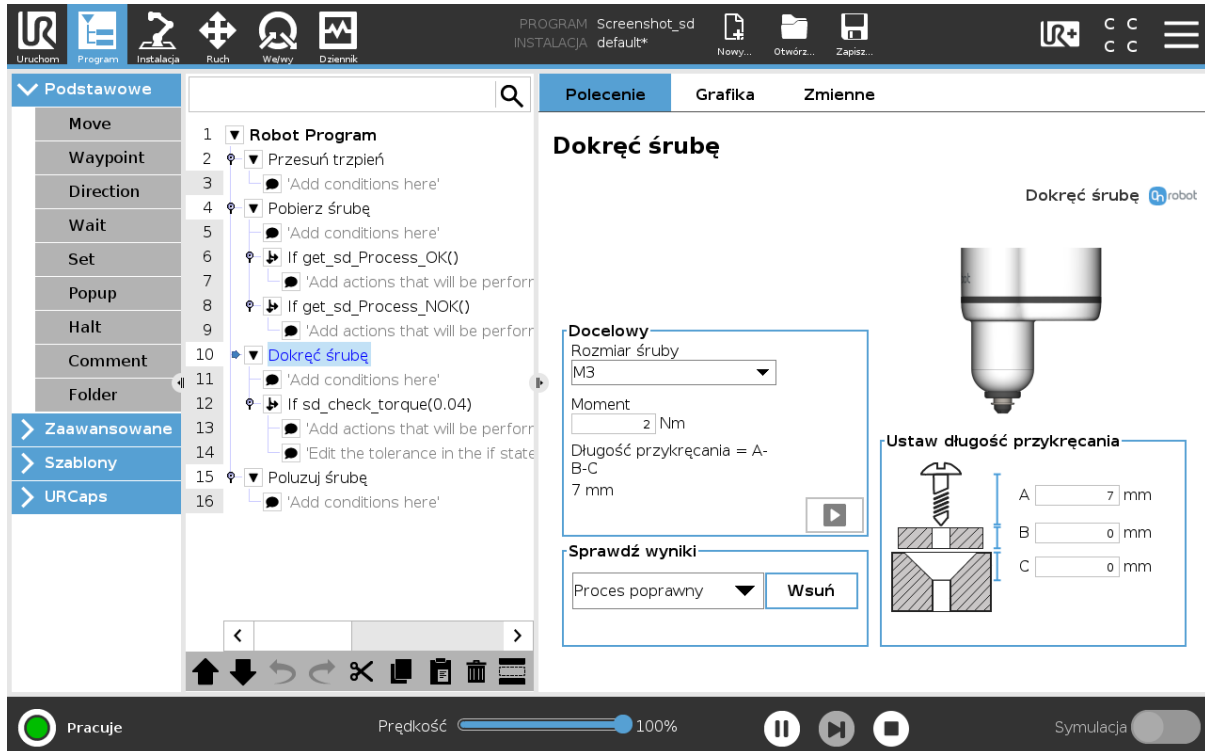 PROGRAM Screenshot_sd
INSTALACJA default*
UR
Uruchom
Program
Instalacja
Ruch
We/wy
Dziennik
Nowy...
Otwórz...
Zapisz...
UR+
C C
C C
Podstawowe
Move
Waypoint
Direction
Wait
Set
Popup
Halt
Comment
Folder
Zaawansowane
Szablony
URCaps
1 Robot Program
2 Przesuń trzpień
3 'Add conditions here'
4 Pobierz śrubę
5 'Add conditions here'
6 If get_sd_Process_OK()
7 'Add actions that will be perforr
8 If get_sd_Process_NOK()
9 'Add actions that will be perforr
10 Dokręć śrubę
11 'Add conditions here'
12 If sd_check_torque(0.04)
13 'Add actions that will be perforr
14 'Edit the tolerance in the if state
15 Poluzuj śrubę
16 'Add conditions here'
Polecenie
Grafika
Zmienne
Dokręć śrubę
Dokręć śrubę OnRobot
Docelowy
Rozmiar śruby
M3
Moment
2 Nm
Długość przykręcania = A-
B-C
7 mm
Sprawdź wyniki
Proces poprawny
Wsuń
Ustaw długość przykręcania
A 7 mm
B 0 mm
C 0 mm
Pracuje
Prędkość 100%
Symulacja